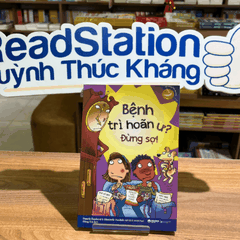 ReadStation
uỳnh Thúc Kháng
Bệnh
trì hoãn ư?
Đừng sợ!